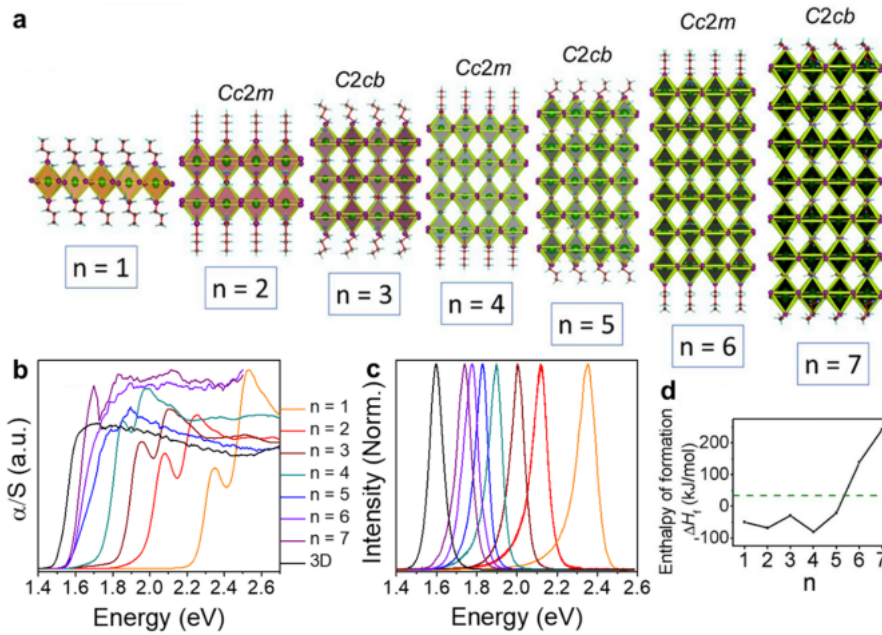 a
Cc2m
C2cb
Cc2m
C2cb
Cc2m
C2cb
n = 1
n = 2
n = 3
n = 4
n = 5
n = 6
n = 7
b
α/S (a.u.)
1.4 1.6 1.8 2.0 2.2 2.4 2.6
Energy (eV)
n = 1
n = 2
n = 3
n = 4
n = 5
n = 6
n = 7
3D
c
Intensity (Norm.)
1.4 1.6 1.8 2.0 2.2 2.4 2.6
Energy (eV)
d
Enthalpy of formation
,ΔHf (kJ/mol)
200
100
0
-100
1 2 3 4 5 6 7
n